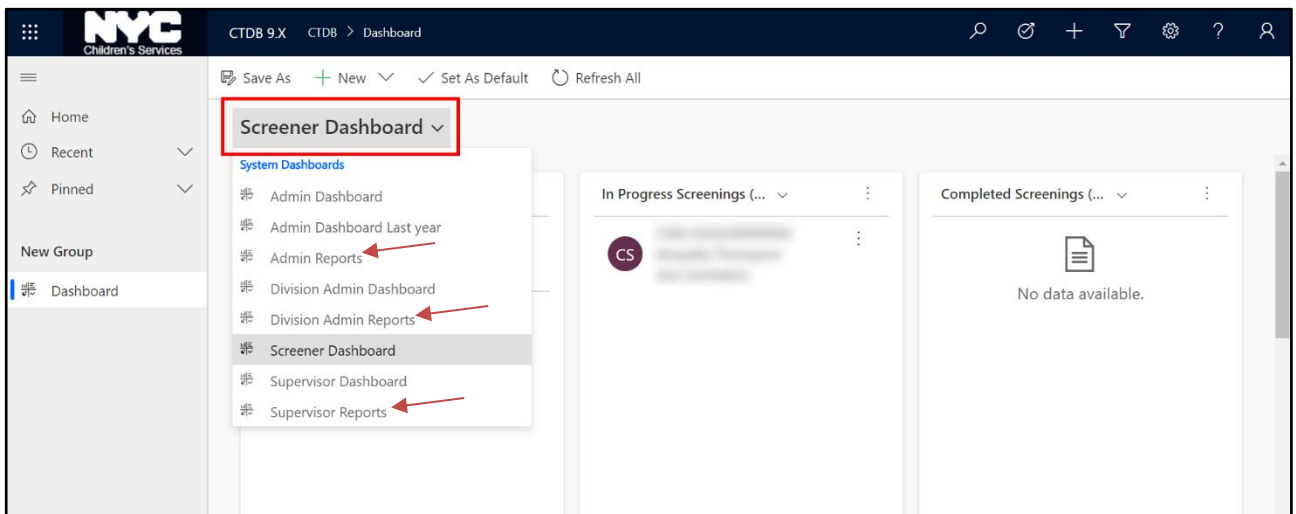 NYC
Children's Services
CTDB 9.X CTDB > Dashboard
?
Save As New Set As Default Refresh All
Home
Recent
Pinned
New Group
Dashboard
Screener Dashboard
System Dashboards
Admin Dashboard
Admin Dashboard Last year
Admin Reports
Division Admin Dashboard
Division Admin Reports
Screener Dashboard
Supervisor Dashboard
Supervisor Reports
In Progress Screenings (...
CS
Completed Screenings (...
No data available.